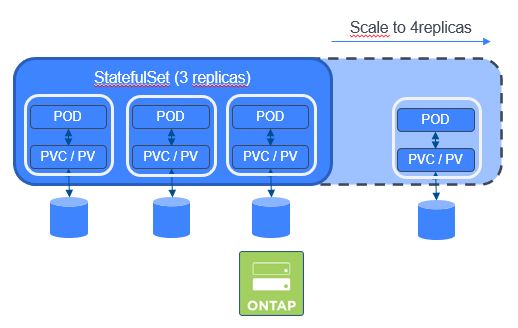 Scale to 4replicas
StatefulSet (3 replicas)
POD
POD
POD
POD
PVC / PV
PVC / PV
PVC / PV
PVC / PV
ONTAP